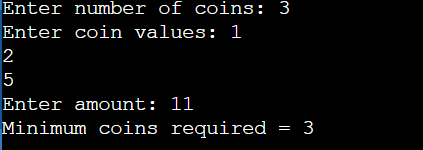 Enter number of coins: 3
Enter coin values: 1
2
5
Enter amount: 11
Minimum coins required = 3